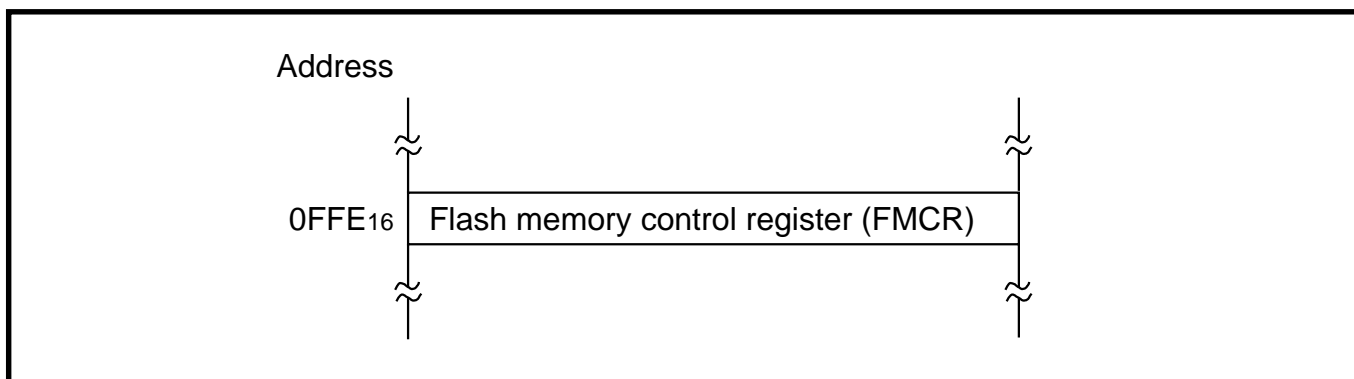 Address
0FFE16 Flash memory control register (FMCR)